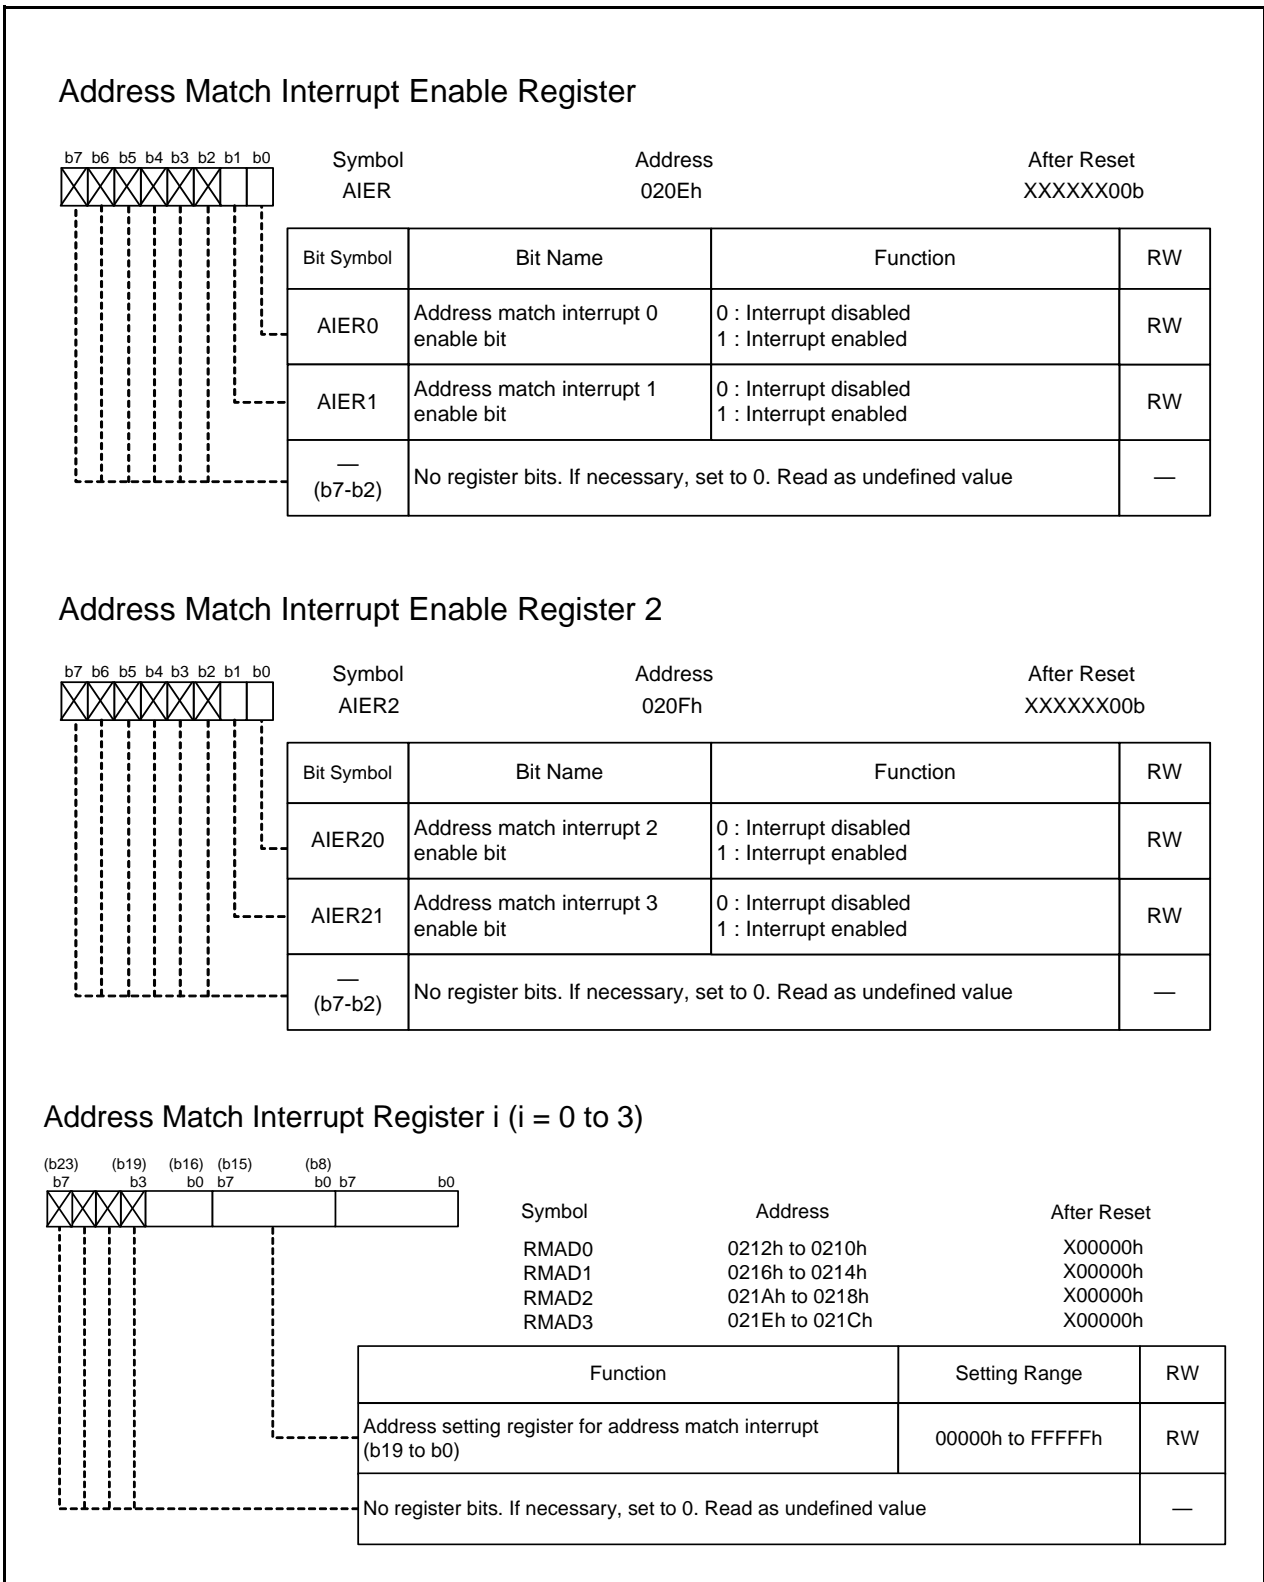 Address Match Interrupt Enable Register
b7 b6 b5 b4 b3 b2 b1 b0
Symbol Address After Reset
AIER 020Eh XXXXXX00b
Bit Symbol Bit Name Function RW
AIER0 Address match interrupt 0 enable bit 0 : Interrupt disabled RW
1 : Interrupt enabled
AIER1 Address match interrupt 1 enable bit 0 : Interrupt disabled RW
1 : Interrupt enabled
—
(b7-b2) No register bits. If necessary, set to 0. Read as undefined value —
Address Match Interrupt Enable Register 2
b7 b6 b5 b4 b3 b2 b1 b0
Symbol Address After Reset
AIER2 020Fh XXXXXX00b
Bit Symbol Bit Name Function RW
AIER20 Address match interrupt 2 enable bit 0 : Interrupt disabled RW
1 : Interrupt enabled
AIER21 Address match interrupt 3 enable bit 0 : Interrupt disabled RW
1 : Interrupt enabled
—
(b7-b2) No register bits. If necessary, set to 0. Read as undefined value —
Address Match Interrupt Register i (i = 0 to 3)
(b23) (b19) (b16) (b15) (b8)
b7 b3 b0 b7 b0 b7 b0
Symbol Address After Reset
RMAD0 0212h to 0210h X00000h
RMAD1 0216h to 0214h X00000h
RMAD2 021Ah to 0218h X00000h
RMAD3 021Eh to 021Ch X00000h
Function Setting Range RW
Address setting register for address match interrupt
(b19 to b0) 00000h to FFFFFh RW
No register bits. If necessary, set to 0. Read as undefined value —